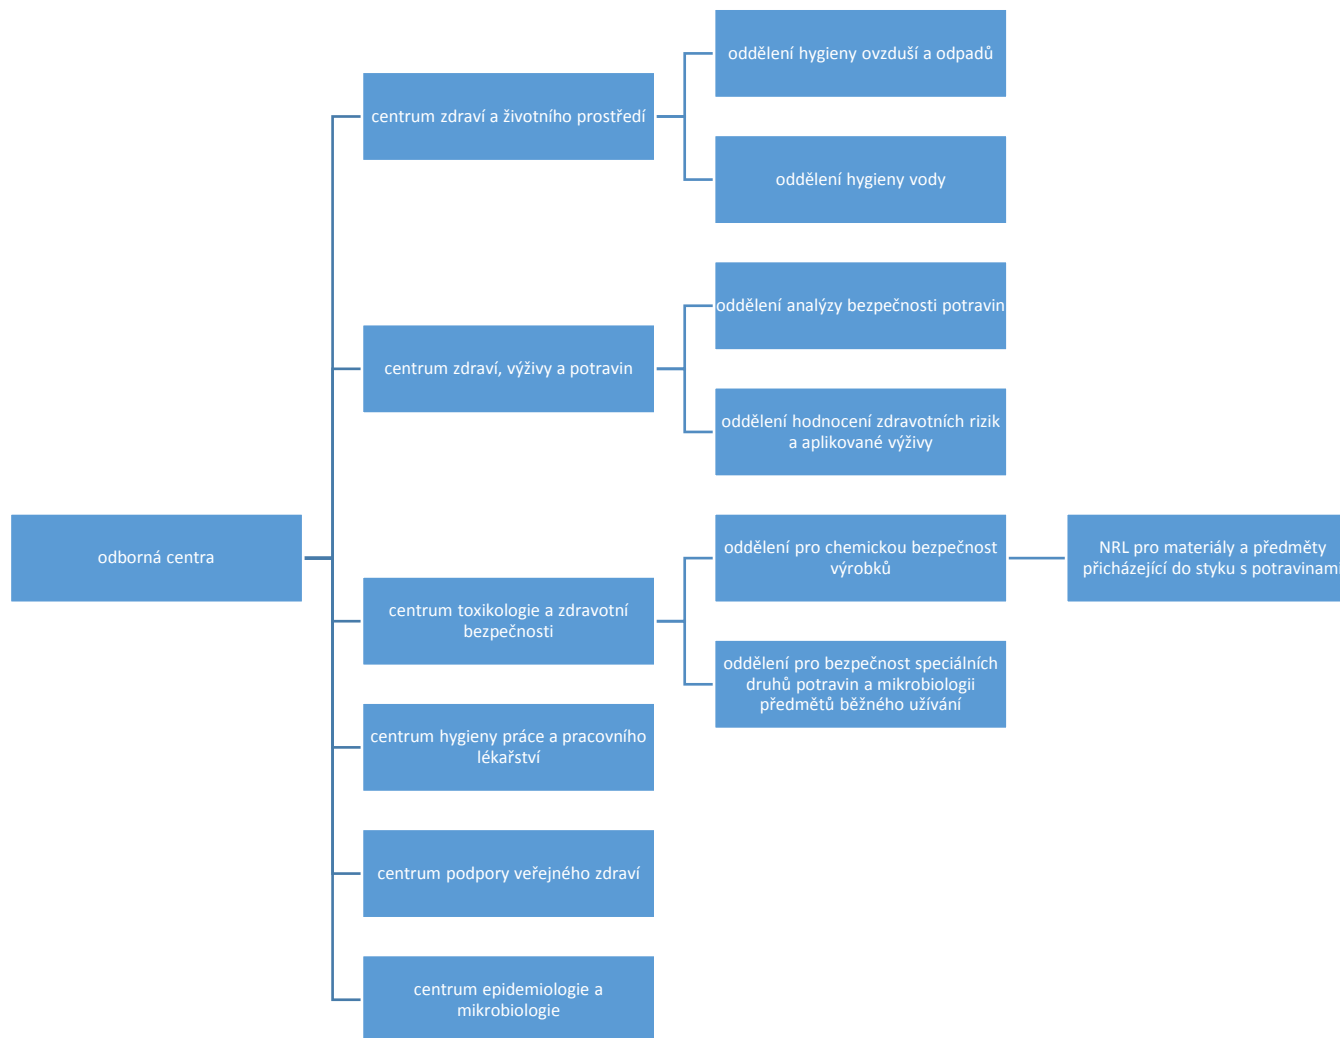 odborná centra
centrum zdraví a životního prostředí
oddělení hygieny ovzduší a odpadů
oddělení hygieny vody
centrum zdraví, výživy a potravin
oddělení analýzy bezpečnosti potravin
oddělení hodnocení zdravotních rizik
a aplikované výživy
centrum toxikologie a zdravotní
bezpečnosti
oddělení pro chemickou bezpečnost
výrobků
NRL pro materiály a předměty
přicházející do styku s potravinami
oddělení pro bezpečnost speciálních
druhů potravin a mikrobiologii
předmětů běžného užívání
centrum hygieny práce a pracovního
lékařství
centrum podpory veřejného zdraví
centrum epidemiologie a
mikrobiologie